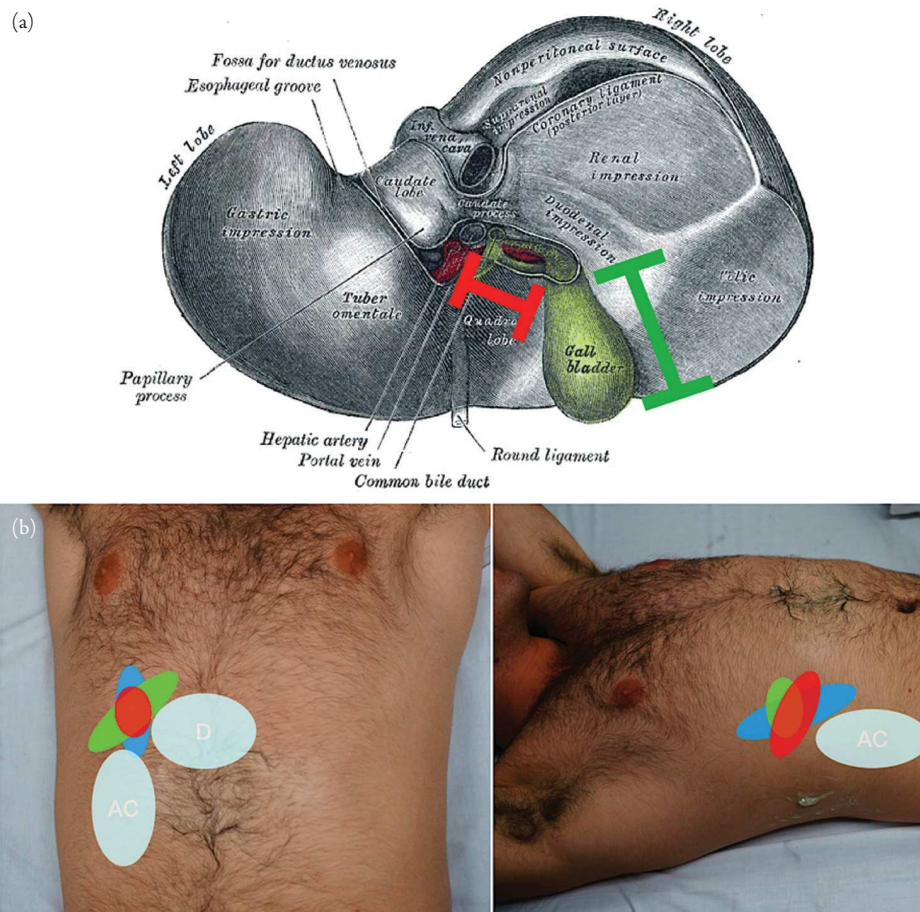 (a)
Right lobe
Fossa for ductus venosus
Esophageal groove
Nonperitoneal surface
Suprarenal
impression
Coronary ligament
(posterior layer)
Left lobe
Inf.
vena
cava
Renal
impression
Caudate
lobe
Caudate
process
Gastric
impression
Duodenal
impression
impression
Tuber
omentale
lobe
Gall
bladder
Papillary
process
Hepatic artery
Portal vein
Common bile duct
Round ligament
(b)
D
AC
AC